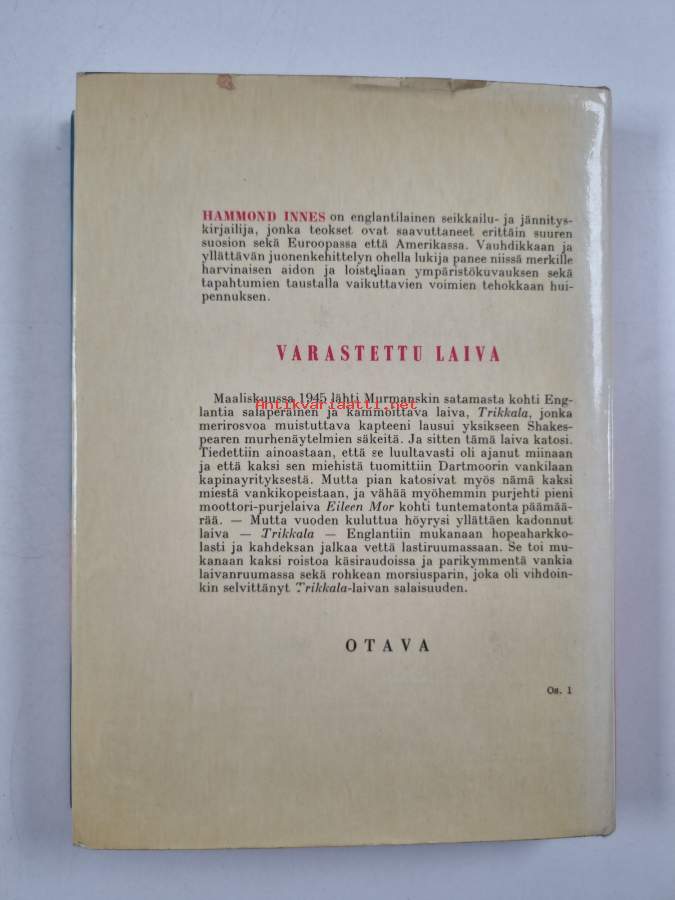 HAMMOND INNES on englantilainen seikkailu- ja jännitys-
kirjailija, jonka teokset ovat saavuttaneet erittäin suuren
suosion sekä Euroopassa että Amerikassa. Vauhdikkaan ja
yllättävän juonenkehittelyn ohella lukija panee niissä merkille
harvinaisen aidon ja loisteliaan ympäristökuvauksen sekä
tapahtumien taustalla vaikuttavien voimien tehokkaan hui-
pennuksen.
VARASTETTU LAIVA
Maaliskuussa 1945 lähti Murmanskin satamasta kohti Eng-
Antikvariaatti.net
lantia salaperäinen ja kammoittava laiva, Trikkala, jonka
merirosvoa muistuttava kapteeni lausui yksikseen Shakes-
pearen murhenäytelmien säkeitä. Ja sitten tämä laiva katosi.
Tiedettiin ainoastaan, että se luultavasti oli ajanut miinaan
ja että kaksi sen miehistä tuomittiin Dartmoorin vankilaan
kapinayrityksestä. Mutta pian katosivat myös nämä kaksi
miestä vankikopeistaan, ja vähää myöhemmin purjehti pieni
moottori-purjelaiva Eileen Mor kohti tuntematonta päämää-
rää. — Mutta vuoden kuluttua höyrysi yllättäen kadonnut
laiva — Trikkala — Englantiin mukanaan hopeaharkko-
lasti ja kahdeksan jalkaa vettä lastiruumassaan. Se toi mu-
kanaan kaksi roistoa käsiraudoissa ja parikymmentä vankia
laivanruumassa sekä rohkean morsiusparin, joka oli vihdoin-
kin selvittänyt Trikkala-laivan salaisuuden.
OTAVA
Os. 1